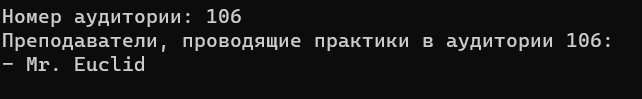 Номер аудитории: 106
Преподаватели, проводящие практики в аудитории 106:
- Mr. Euclid